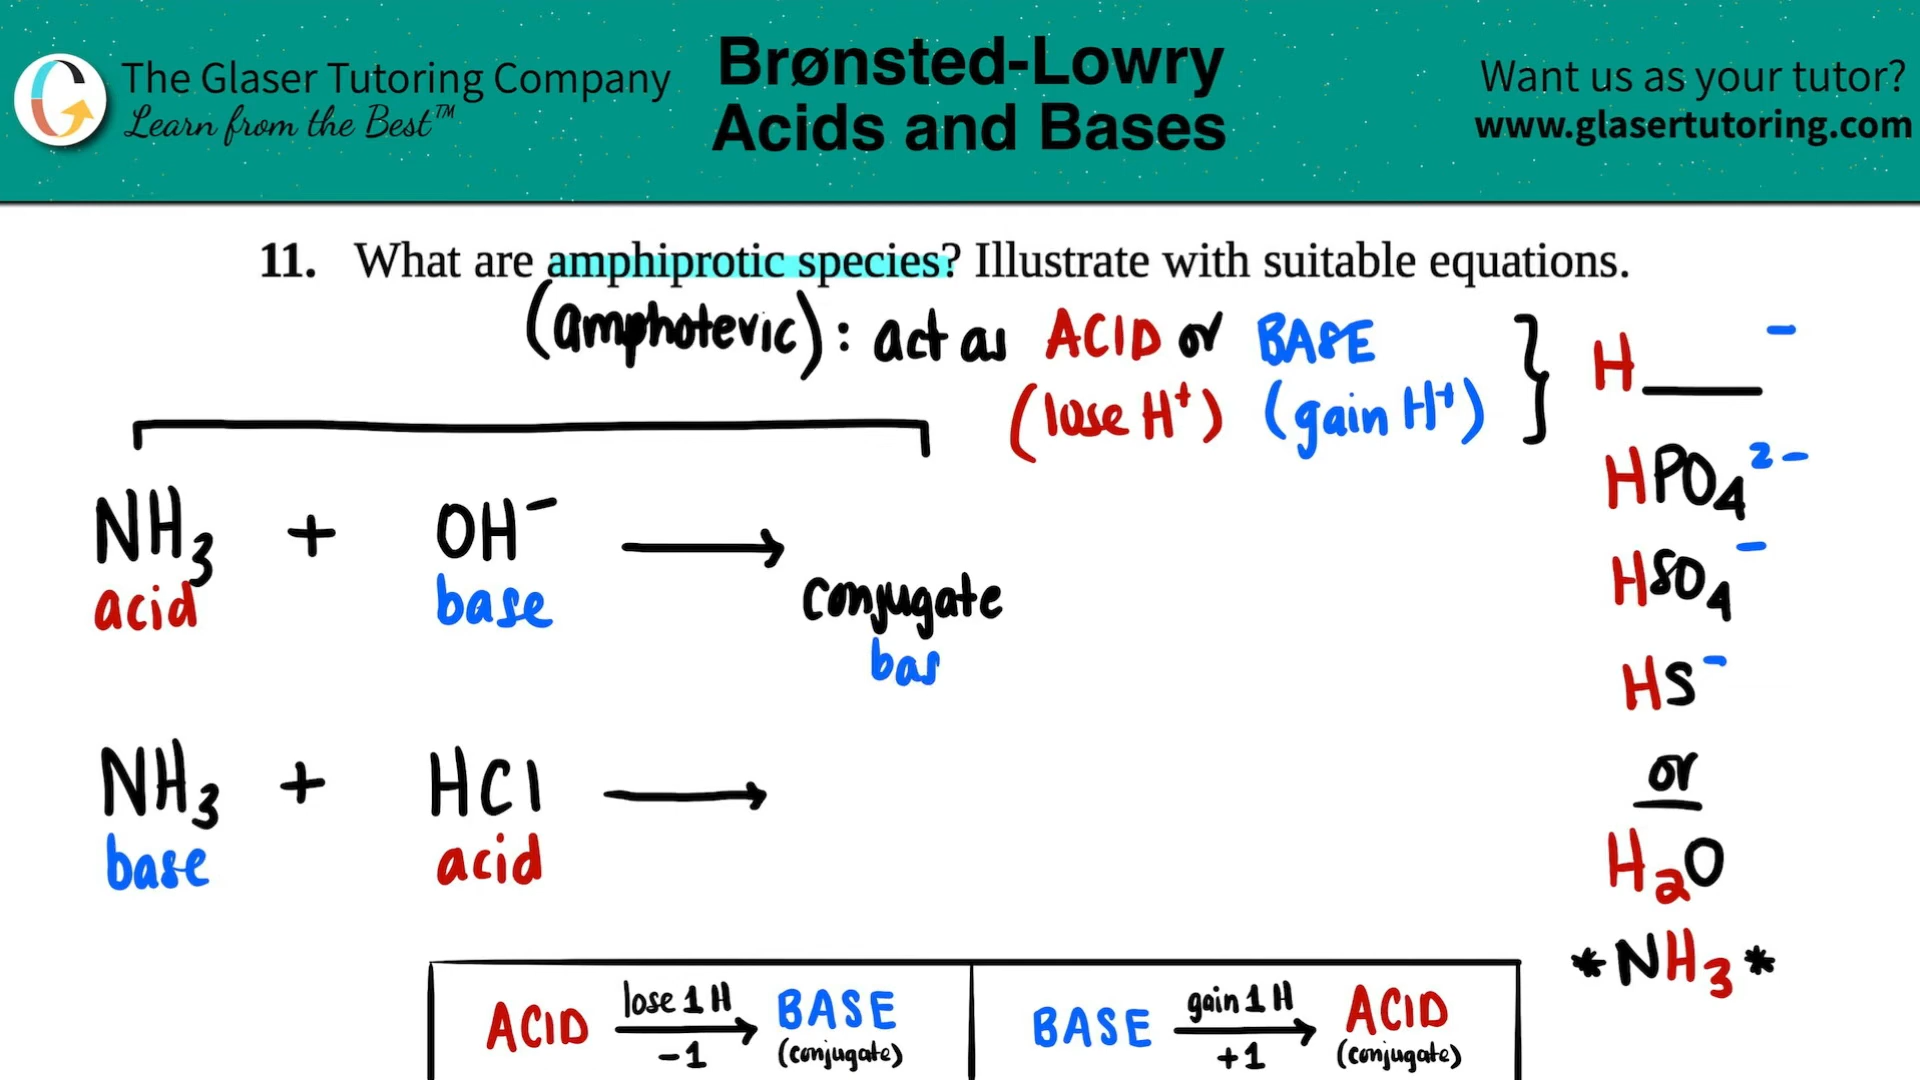 The Glaser Tutoring Company
Learn from the Best™
Brønsted-Lowry
Acids and Bases
Want us as your tutor?
www.glasertutoring.com
11. What are amphiprotic species? Illustrate with suitable equations.
(amphoteric): act as ACID or BASE
(lose H⁺) (gain H⁺)
H___⁻
HPO₄²⁻
HSO₄⁻
HS⁻
or
H₂O
*NH₃*
NH₃ + OH⁻ →
acid base
conjugate
bas
NH₃ + HCl →
base acid
ACID lose 1 H → BASE
-1 (conjugate)
BASE gain 1 H → ACID
+1 (conjugate)